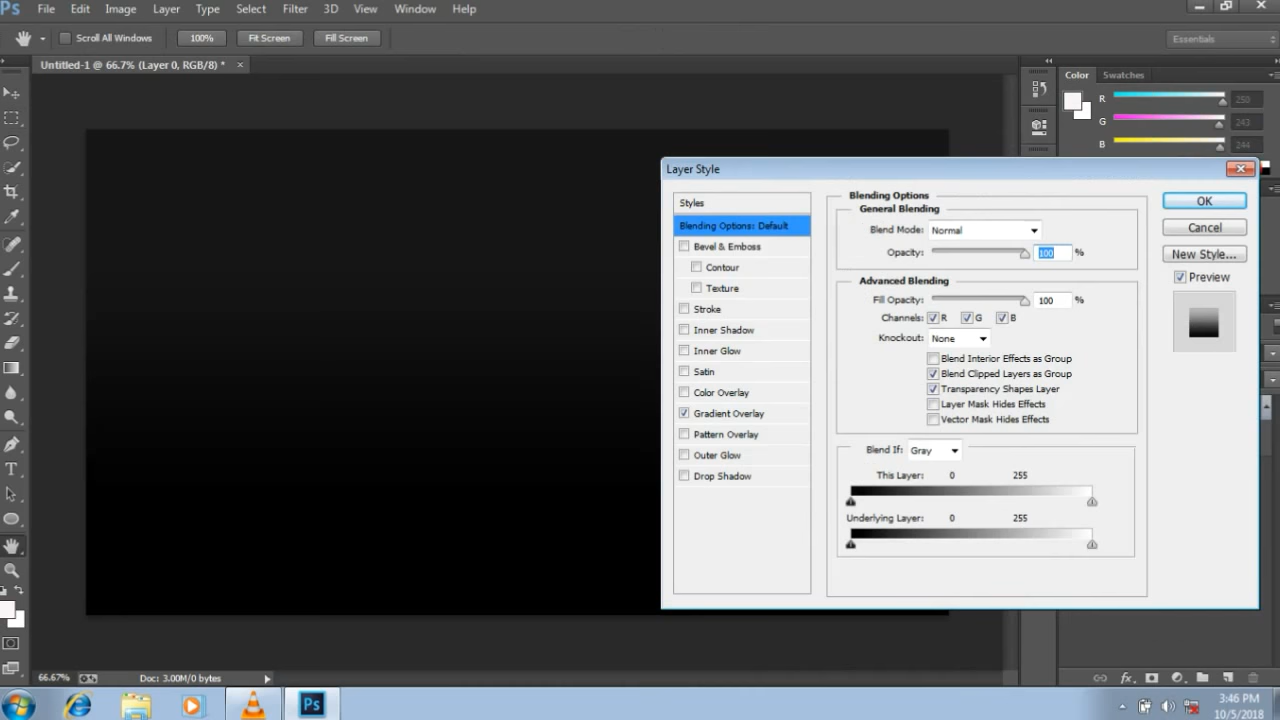 Ps File Edit Image Layer Type Select Filter 3D View Window Help
Scroll All Windows 100% Fit Screen Fill Screen Essentials
Untitled-1 @ 66.7% (Layer 0, RGB/8) * ×
Color Swatches
R 250
G 243
B 244
Layer Style
Styles
Blending Options: Default
Bevel & Emboss
Contour
Texture
Stroke
Inner Shadow
Inner Glow
Satin
Color Overlay
Gradient Overlay
Pattern Overlay
Outer Glow
Drop Shadow
Blending Options
General Blending
Blend Mode: Normal
Opacity: 100 %
Advanced Blending
Fill Opacity: 100 %
Channels: R G B
Knockout: None
Blend Interior Effects as Group
Blend Clipped Layers as Group
Transparency Shapes Layer
Layer Mask Hides Effects
Vector Mask Hides Effects
Blend If: Gray
This Layer: 0 255
Underlying Layer: 0 255
OK
Cancel
New Style...
Preview
T
66.67% Doc: 3.00M/0 bytes
fx
Ps
3:46 PM
10/5/2018